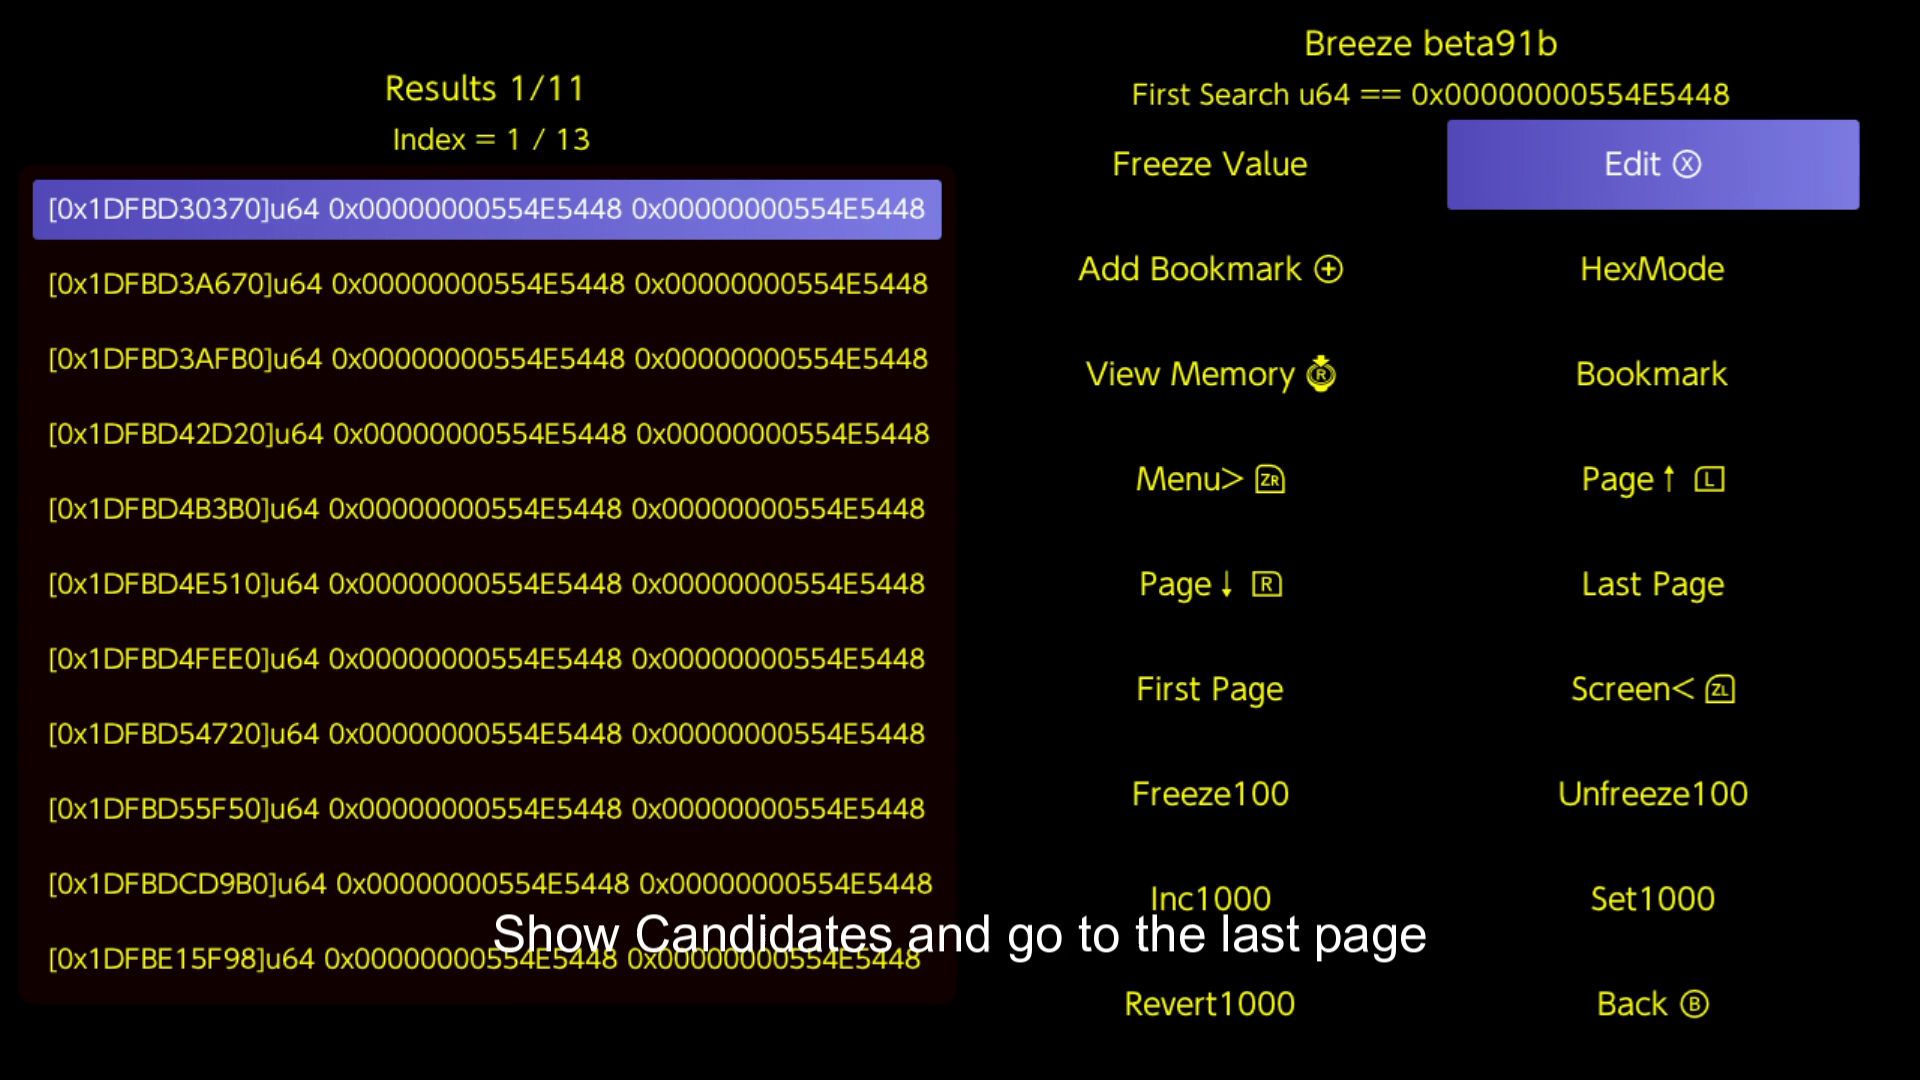 Results 1/11
Index = 1 / 13
[0x1DFBD30370]u64 0x00000000554E5448 0x00000000554E5448
[0x1DFBD3A670]u64 0x00000000554E5448 0x00000000554E5448
[0x1DFBD3AFB0]u64 0x00000000554E5448 0x00000000554E5448
[0x1DFBD42D20]u64 0x00000000554E5448 0x00000000554E5448
[0x1DFBD4B3B0]u64 0x00000000554E5448 0x00000000554E5448
[0x1DFBD4E510]u64 0x00000000554E5448 0x00000000554E5448
[0x1DFBD4FEE0]u64 0x00000000554E5448 0x00000000554E5448
[0x1DFBD54720]u64 0x00000000554E5448 0x00000000554E5448
[0x1DFBD55F50]u64 0x00000000554E5448 0x00000000554E5448
[0x1DFBDCD9B0]u64 0x00000000554E5448 0x00000000554E5448
[0x1DFBE15F98]u64 0x00000000554E5448 0x00000000554E5448
Breeze beta91b
First Search u64 == 0x00000000554E5448
Freeze Value Edit Ⓧ
Add Bookmark ⊕ HexMode
View Memory R Bookmark
Menu> ZR Page↑ L
Page↓ R Last Page
First Page Screen< ZL
Freeze100 Unfreeze100
Inc1000 Set1000
Revert1000 Back Ⓑ
Show Candidates and go to the last page